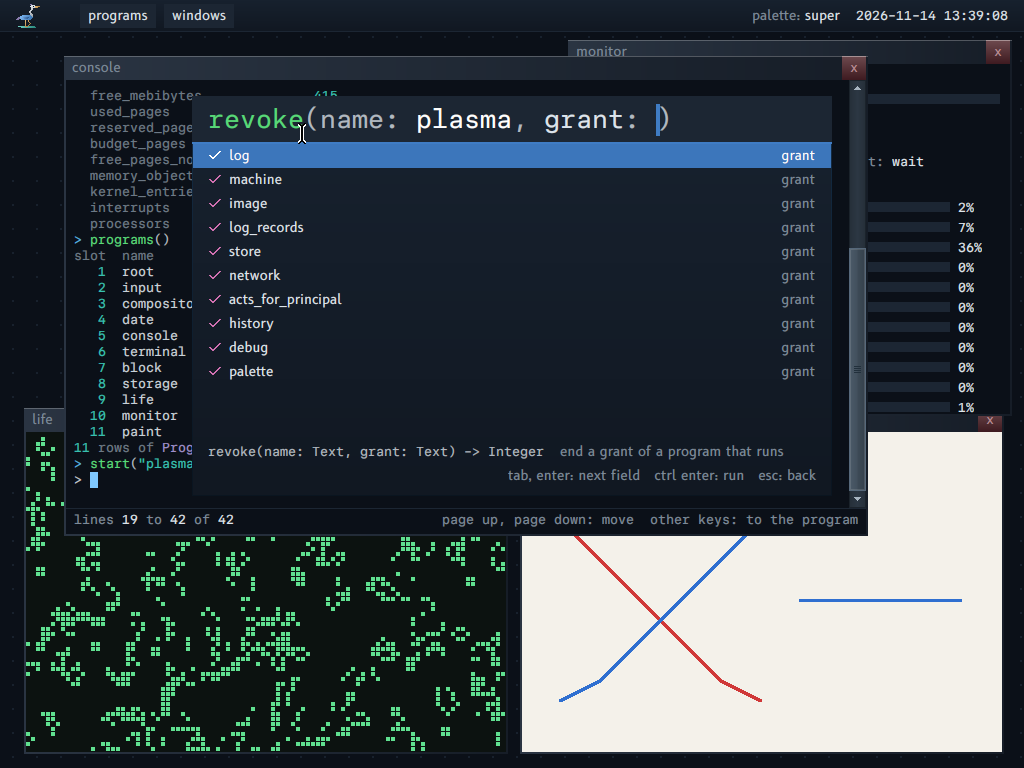 programs windows palette: super 2026-11-14 13:39:08
monitor x
console x
free_mebibytes 415
used_pages
reserved_page
budget_pages
free_pages_no
memory_object
kernel_entrie
interrupts
processors
> programs()
slot name
1 root
2 input
3 composito
4 date
5 console
6 terminal
7 block
8 storage
9 life
10 monitor
11 paint
11 rows of Prog
> start("plasma
>
revoke(name: plasma, grant: )
log grant
machine grant
image grant
log_records grant
store grant
network grant
acts_for_principal grant
history grant
debug grant
palette grant
revoke(name: Text, grant: Text) -> Integer end a grant of a program that runs
tab, enter: next field ctrl enter: run esc: back
lines 19 to 42 of 42 page up, page down: move other keys: to the program
t: wait
2%
7%
36%
0%
0%
0%
0%
0%
0%
0%
1%
life
x